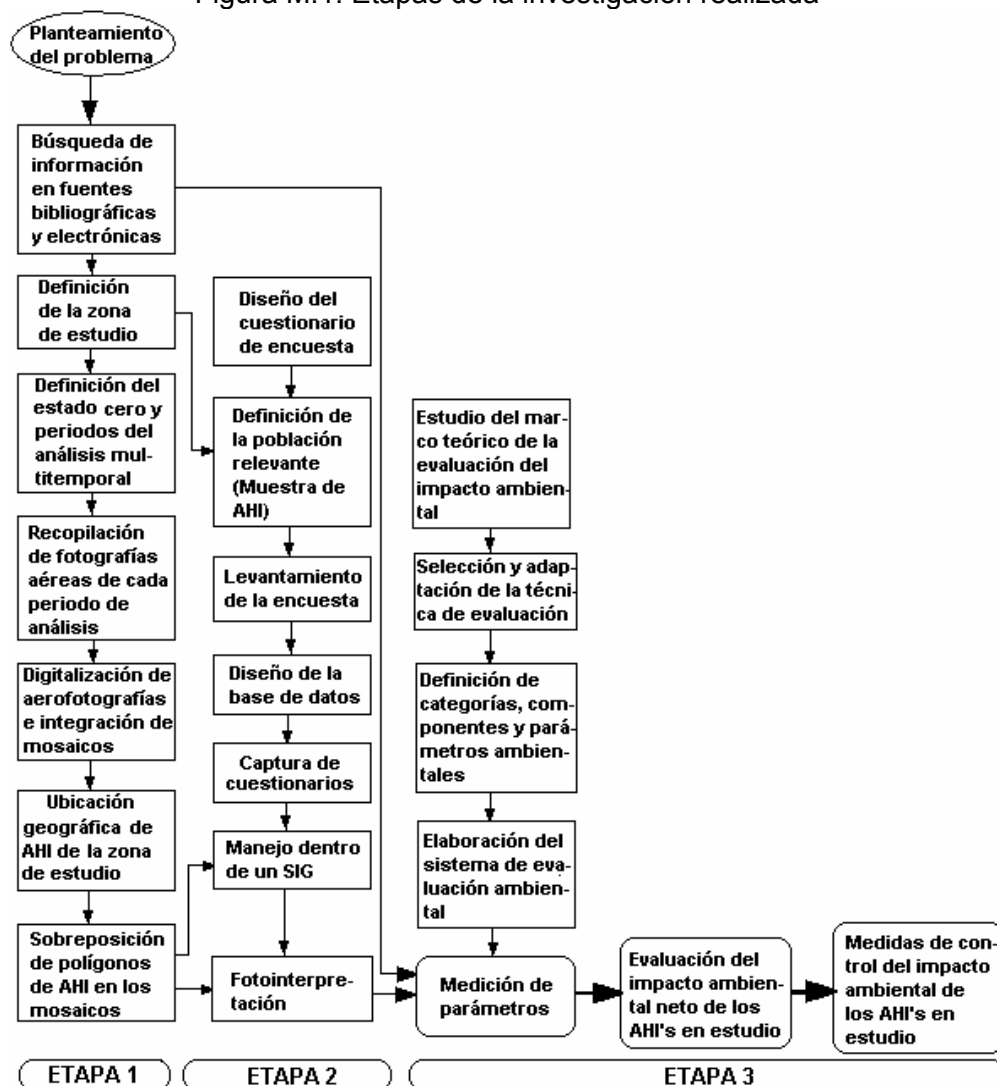 Figura M.1. Etapas de la investigación realizada
Planteamiento
del problema
Búsqueda de
información
en fuentes
bibliográficas
y electrónicas
Definición
de la zona
de estudio
Definición del
estado cero y
periodos del
análisis mul-
titemporal
Recopilación
de fotografías
aéreas de cada
periodo de
análisis
Digitalización de
aerofotografías
e integración de
mosaicos
Ubicación
geográfica de
AHI de la zona
de estudio
Sobreposición
de polígonos
de AHI en los
mosaicos
ETAPA 1
Diseño del
cuestionario
de encuesta
Definición de
la población
relevante
(Muestra de
AHI)
Levantamiento
de la encuesta
Diseño de la
base de datos
Captura de
cuestionarios
Manejo dentro
de un SIG
Fotointerpre-
tación
ETAPA 2
Estudio del mar-
co teórico de la
evaluación del
impacto ambien-
tal
Selección y adap-
tación de la técni-
ca de evaluación
Definición de
categorías, com-
ponentes y pará-
metros ambien-
tales
Elaboración del
sistema de eva-
luación ambien-
tal
Medición de
parámetros
Evaluación del
impacto ambien-
tal neto de los
AHI's en estudio
Medidas de con-
trol del impacto
ambiental de
los AHI's en
estudio
ETAPA 3